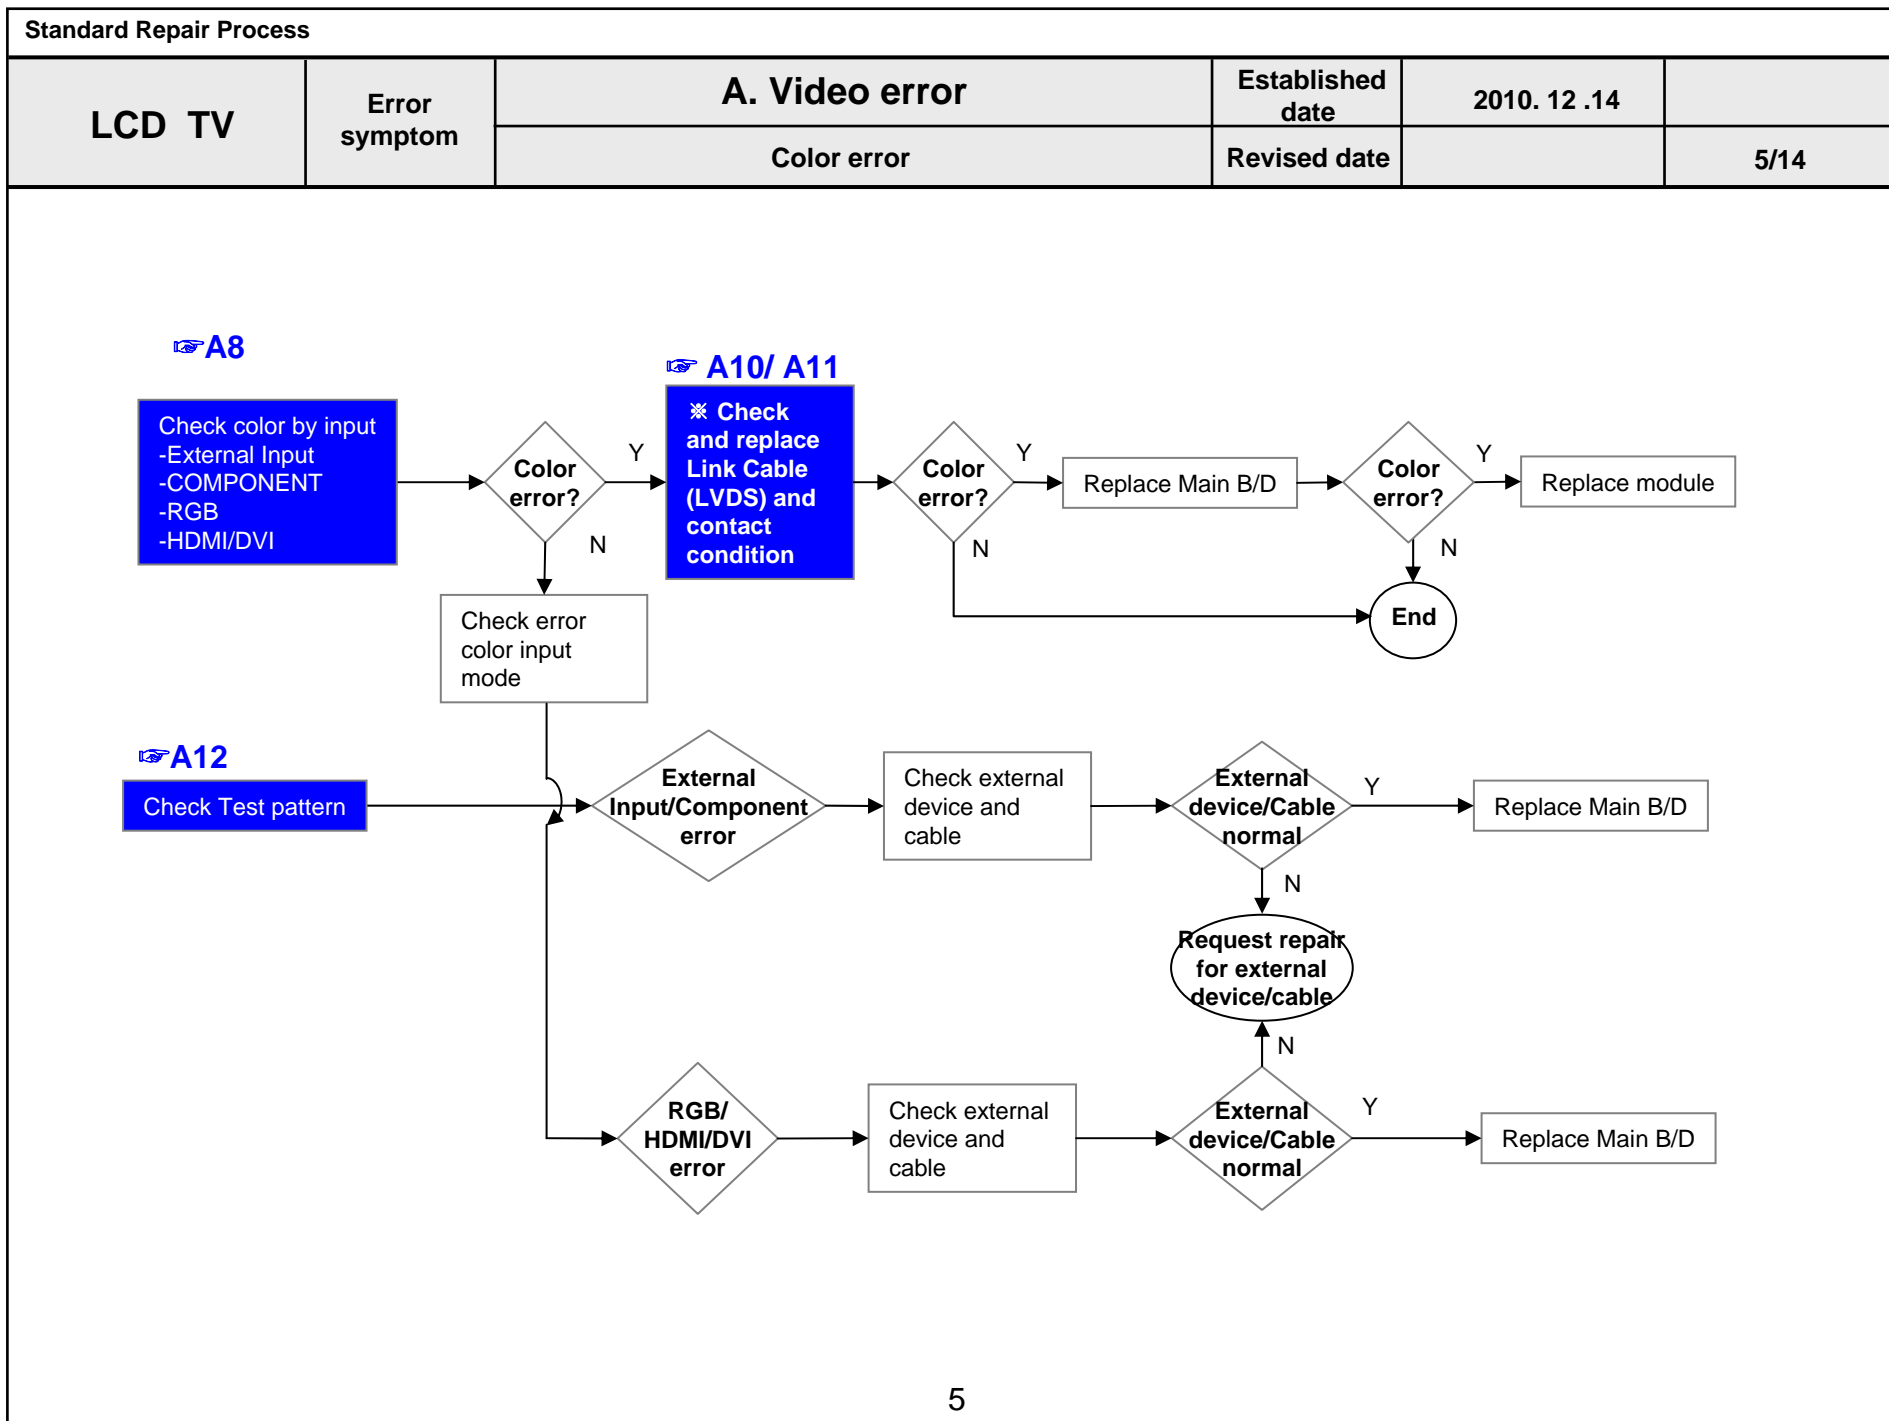 Standard Repair Process
LCD  TV
Error
symptom
A. Video error
Established
date
2010. 12 .14
Color error
Revised date
5/14
☞A8
Check color by input
-External Input
-COMPONENT
-RGB
-HDMI/DVI
Color
error?
Y
N
☞ A10/ A11
※ Check
and replace
Link Cable
(LVDS) and
contact
condition
Color
error?
Y
N
Replace Main B/D
Color
error?
Y
N
Replace module
End
Check error
color input
mode
☞A12
Check Test pattern
External
Input/Component
error
Check external
device and
cable
External
device/Cable
normal
Y
N
Replace Main B/D
Request repair
for external
device/cable
N
RGB/
HDMI/DVI
error
Check external
device and
cable
External
device/Cable
normal
Y
Replace Main B/D
5